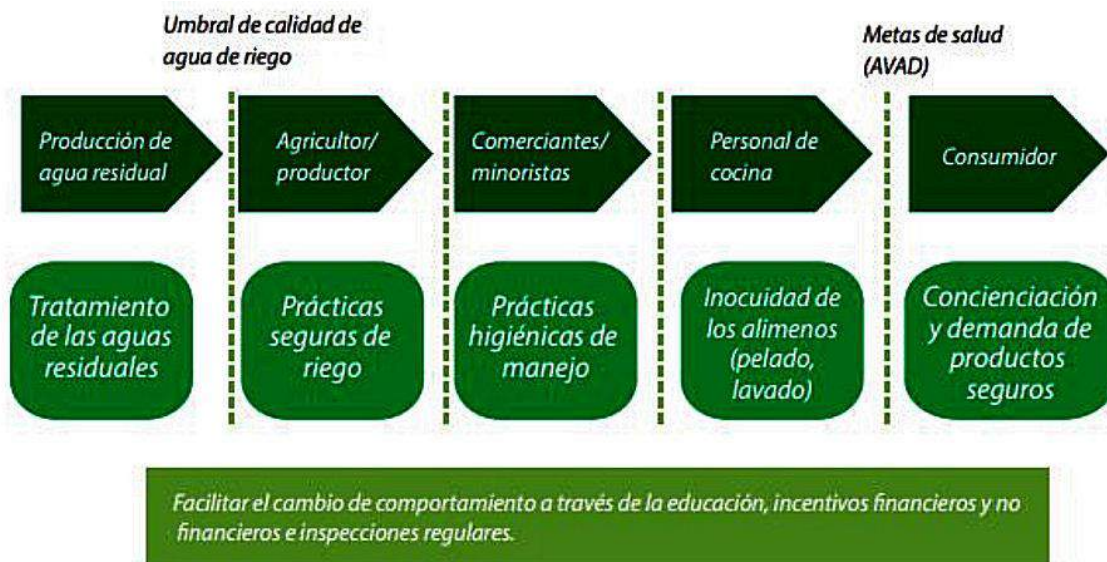 Umbral de calidad de
agua de riego
Metas de salud
(AVAD)
Producción de
agua residual
Agricultor/
productor
Comerciantes/
minoristas
Personal de
cocina
Consumidor
Tratamiento
de las aguas
residuales
Prácticas
seguras de
riego
Prácticas
higiénicas de
manejo
Inocuidad de
los alimenos
(pelado,
lavado)
Concienciación
y demanda de
productos
seguros
Facilitar el cambio de comportamiento a través de la educación, incentivos financieros y no
financieros e inspecciones regulares.